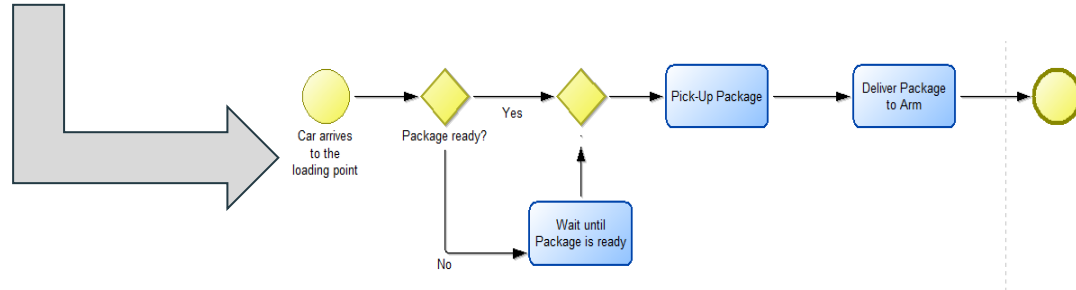 Car arrives
to the
loading point
Package ready?
Yes
No
Wait until
Package is ready
Pick-Up Package
Deliver Package
to Arm